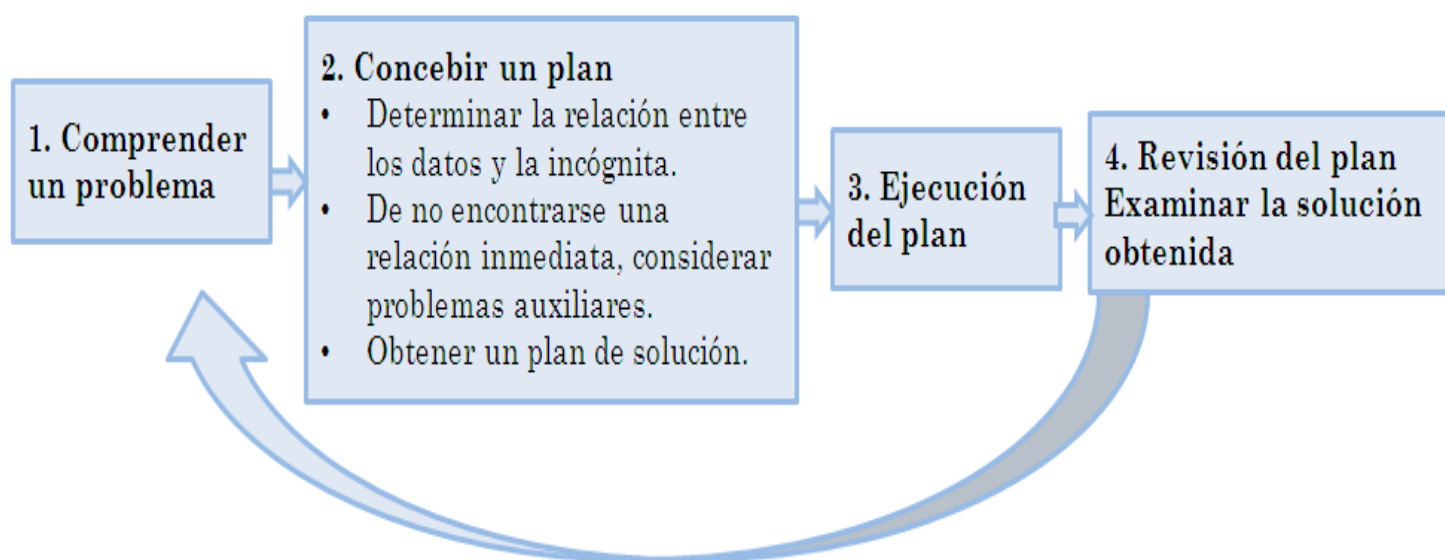 1. Comprender
un problema
2. Concebir un plan
• Determinar la relación entre
los datos y la incógnita.
• De no encontrarse una
relación inmediata, considerar
problemas auxiliares.
• Obtener un plan de solución.
3. Ejecución
del plan
4. Revisión del plan
Examinar la solución
obtenida